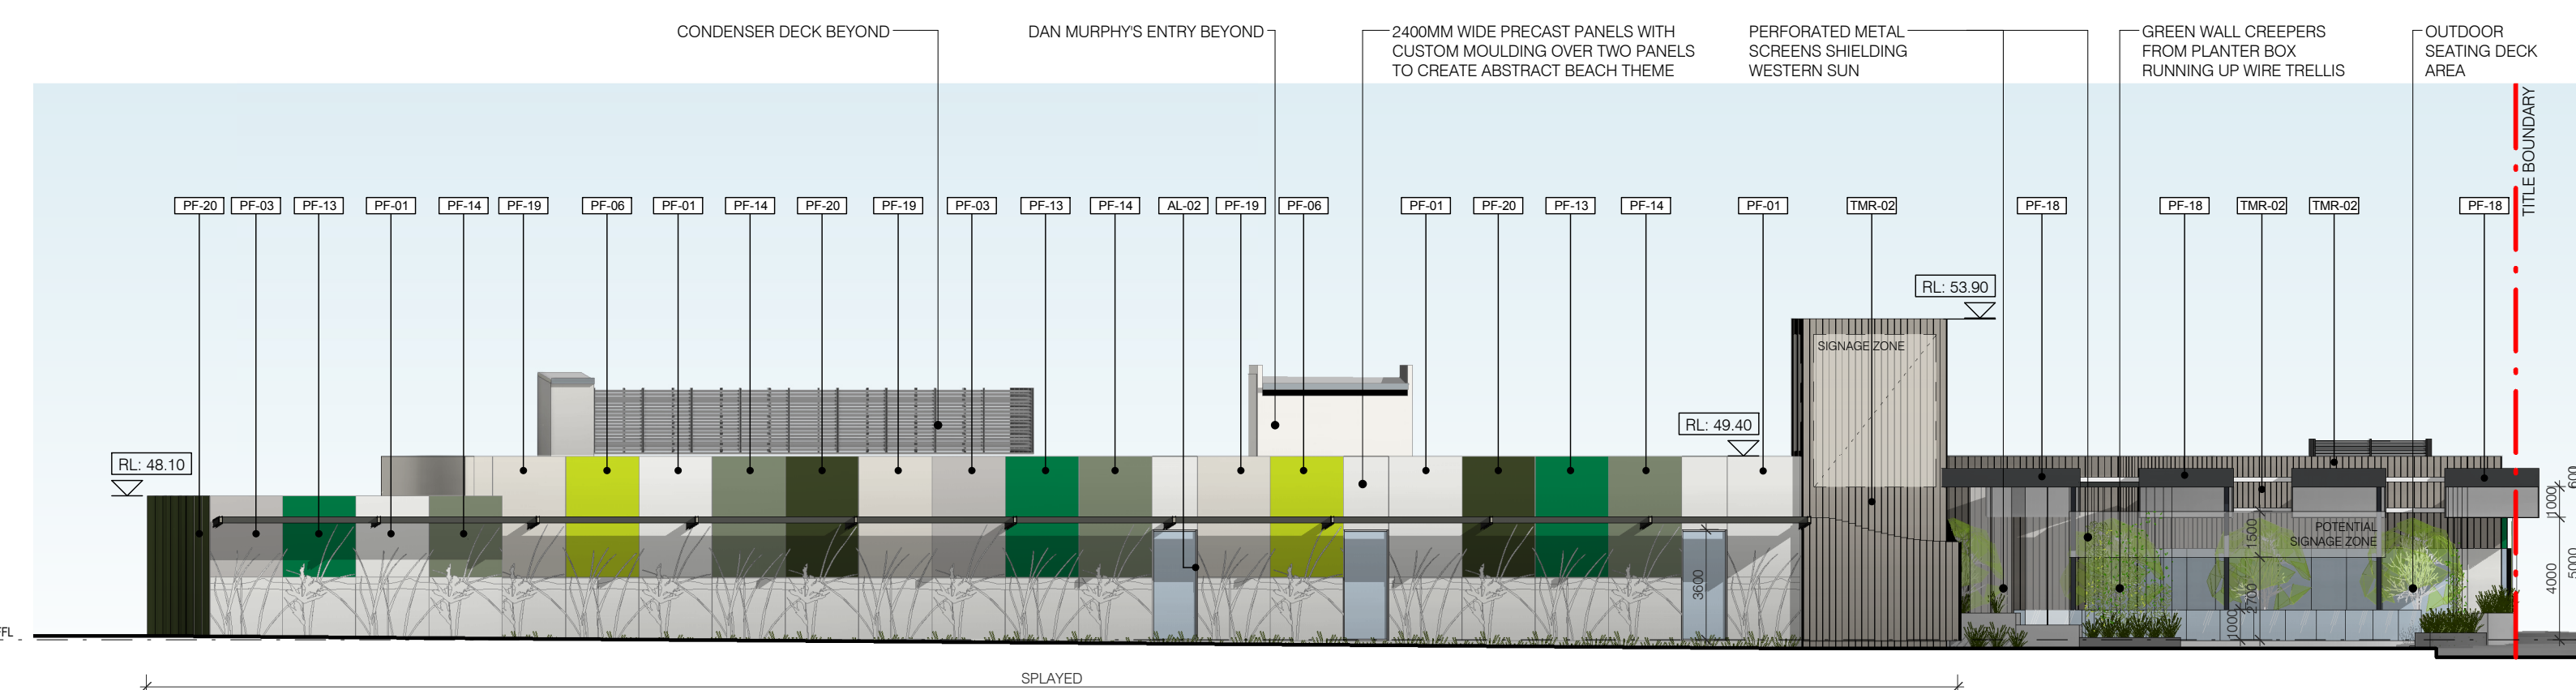 CONDENSER DECK BEYOND
DAN MURPHY'S ENTRY BEYOND
2400MM WIDE PRECAST PANELS WITH
CUSTOM MOULDING OVER TWO PANELS
TO CREATE ABSTRACT BEACH THEME
PERFORATED METAL
SCREENS SHIELDING
WESTERN SUN
GREEN WALL CREEPERS
FROM PLANTER BOX
RUNNING UP WIRE TRELLIS
OUTDOOR
SEATING DECK
AREA
TITLE BOUNDARY
PF-20
PF-03
PF-13
PF-01
PF-14
PF-19
PF-06
PF-01
PF-14
PF-20
PF-19
PF-03
PF-13
PF-14
AL-02
PF-19
PF-06
PF-01
PF-20
PF-13
PF-14
PF-01
TMR-02
PF-18
PF-18
TMR-02
TMR-02
PF-18
RL: 53.90
SIGNAGE ZONE
RL: 49.40
RL: 48.10
600
1000
POTENTIAL
SIGNAGE ZONE
1500
3600
2700
1000
4000
5000
FFL
SPLAYED